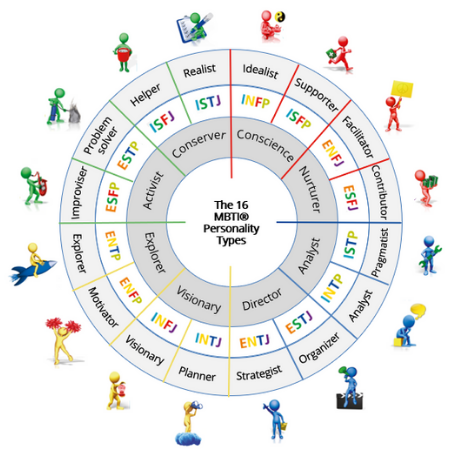 The 16
MBTI®
Personality
Types
Realist
Idealist
Supporter
Facilitator
Contributor
Pragmatist
Analyst
Organizer
Strategist
Planner
Visionary
Motivator
Explorer
Improviser
Problem
solver
Helper
ISTJ
INFP
ISFP
ENFJ
ESFJ
ISTP
INTP
ESTJ
ENTJ
INTJ
INFJ
ENFP
ENTP
ESFP
ESTP
ISFJ
Conserver
Conscience
Nurturer
Analyst
Director
Visionary
Explorer
Activist